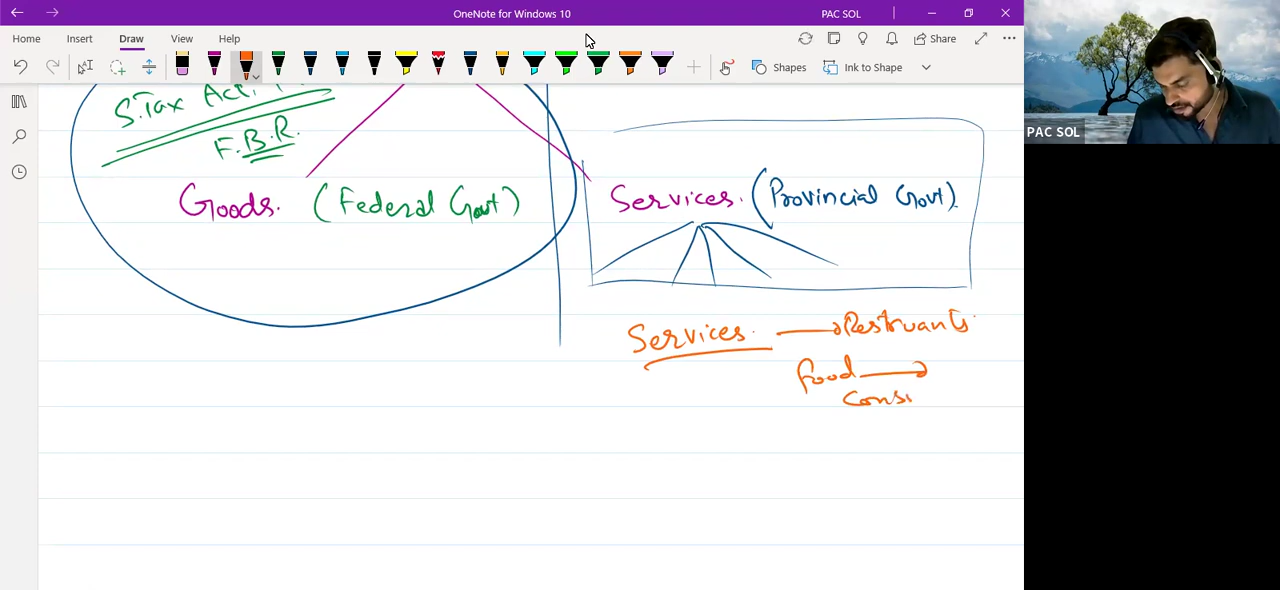 OneNote for Windows 10
PAC SOL
Home Insert Draw View Help
Share
Shapes
Ink to Shape
PAC SOL
S.Tax Act.
F.B.R.
Goods. (Federal Govt)
Services. (Provincial Govt).
Services. Restruants.
food
Consi